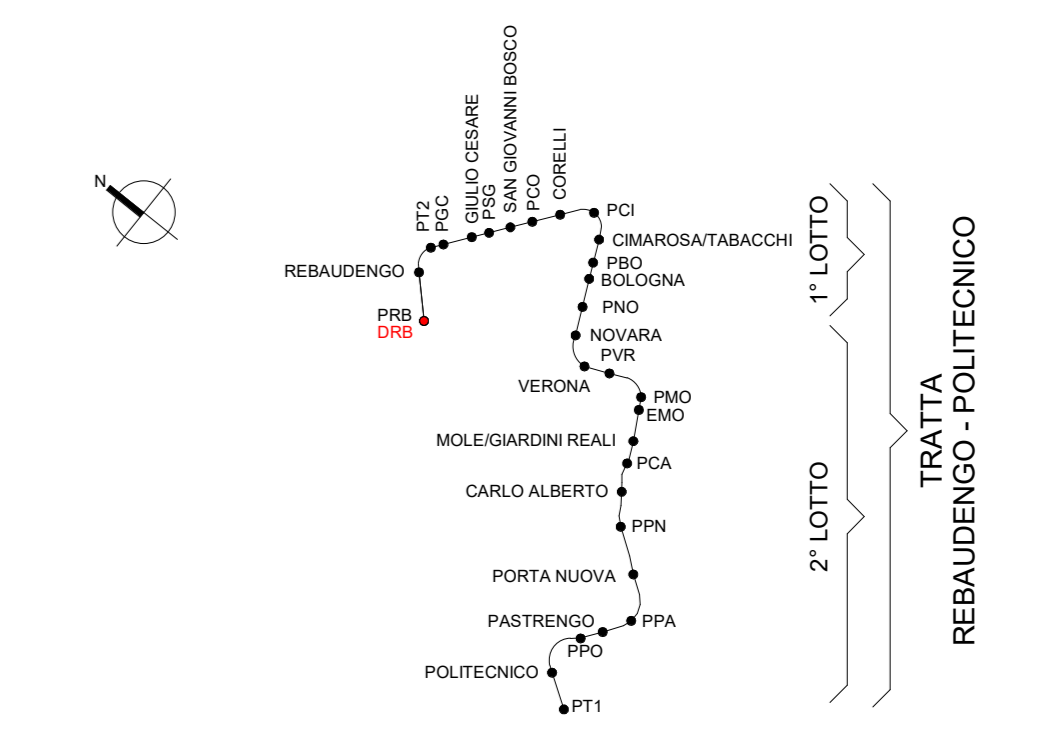 N
REBAUDENGO
PRB
DRB
PT2
PGC
GIULIO CESARE
PSG
SAN GIOVANNI BOSCO
PCO
CORELLI
PCI
CIMAROSA/TABACCHI
PBO
BOLOGNA
PNO
NOVARA
PVR
VERONA
PMO
EMO
MOLE/GIARDINI REALI
PCA
CARLO ALBERTO
PPN
PORTA NUOVA
PPA
PASTRENGO
PPO
POLITECNICO
PT1
1° LOTTO
2° LOTTO
TRATTA
REBAUDENGO - POLITECNICO